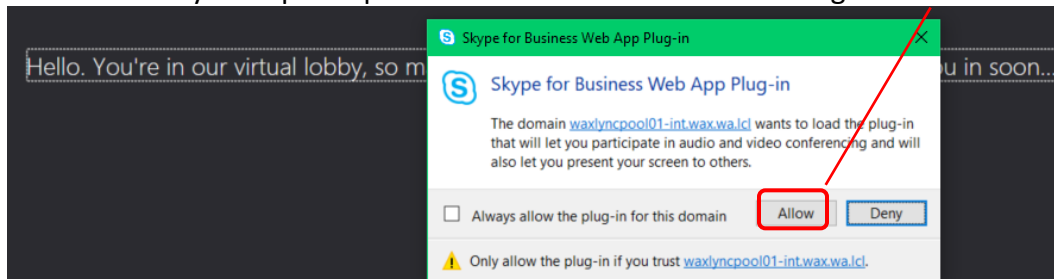 Skype for Business Web App Plug-in
Hello. You're in our virtual lobby, so m
u in soon...
Skype for Business Web App Plug-in
The domain waxlyncpool01-int.wax.wa.lcl wants to load the plug-in
that will let you participate in audio and video conferencing and will
also let you present your screen to others.
Always allow the plug-in for this domain
Allow
Deny
Only allow the plug-in if you trust waxlyncpool01-int.wax.wa.lcl.